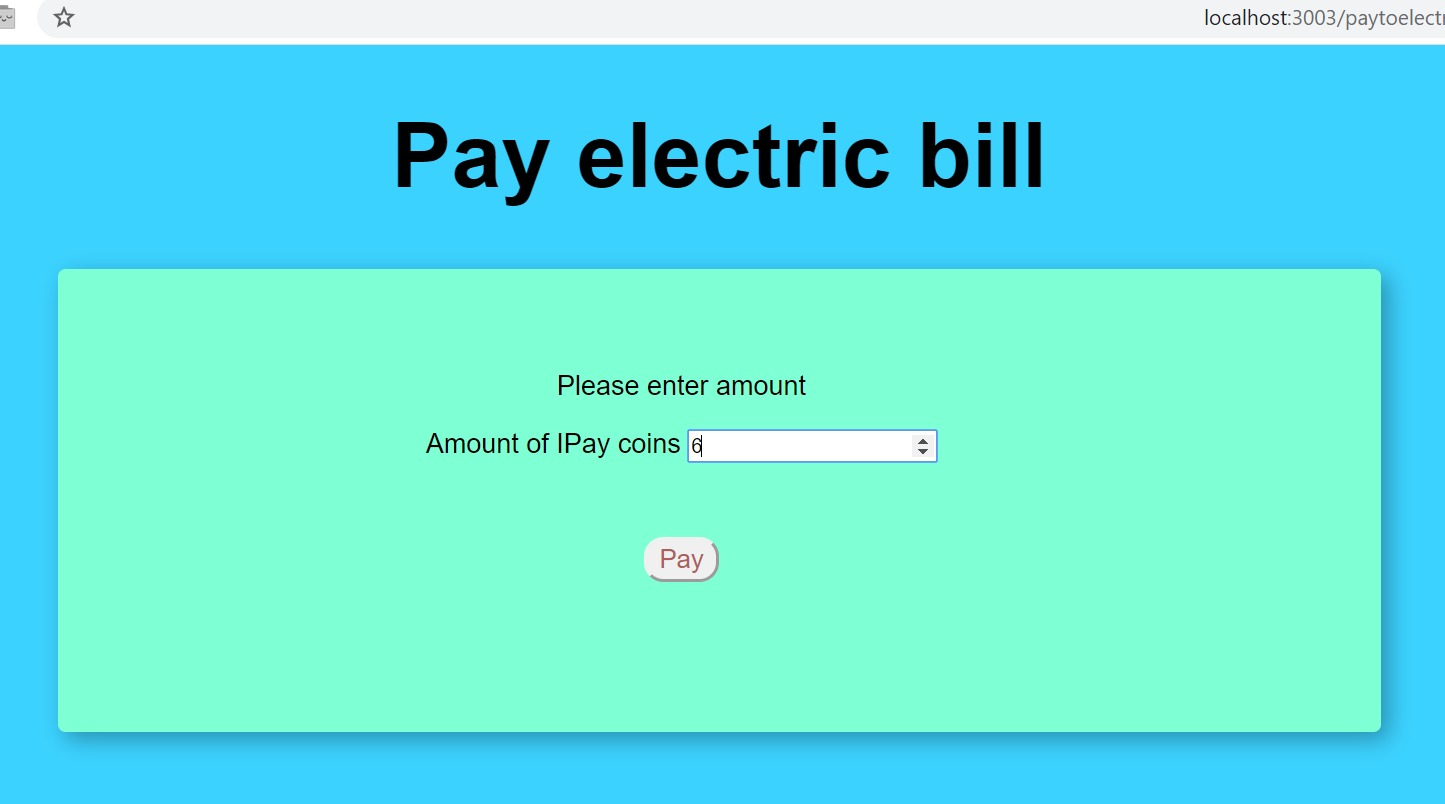 localhost:3003/paytoelectr
Pay electric bill
Please enter amount
Amount of IPay coins 6
Pay